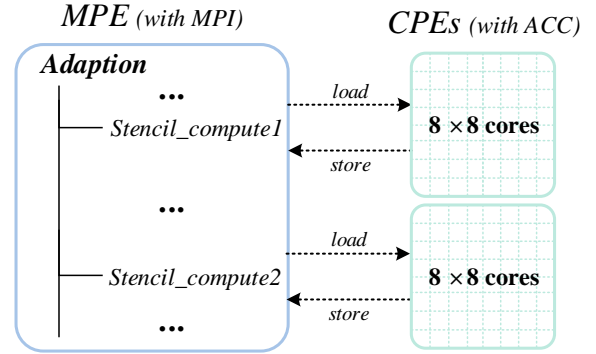 MPE (with MPI)
CPEs (with ACC)
Adaption
...
load
Stencil_compute1
8 × 8 cores
store
...
load
Stencil_compute2
8 × 8 cores
store
...